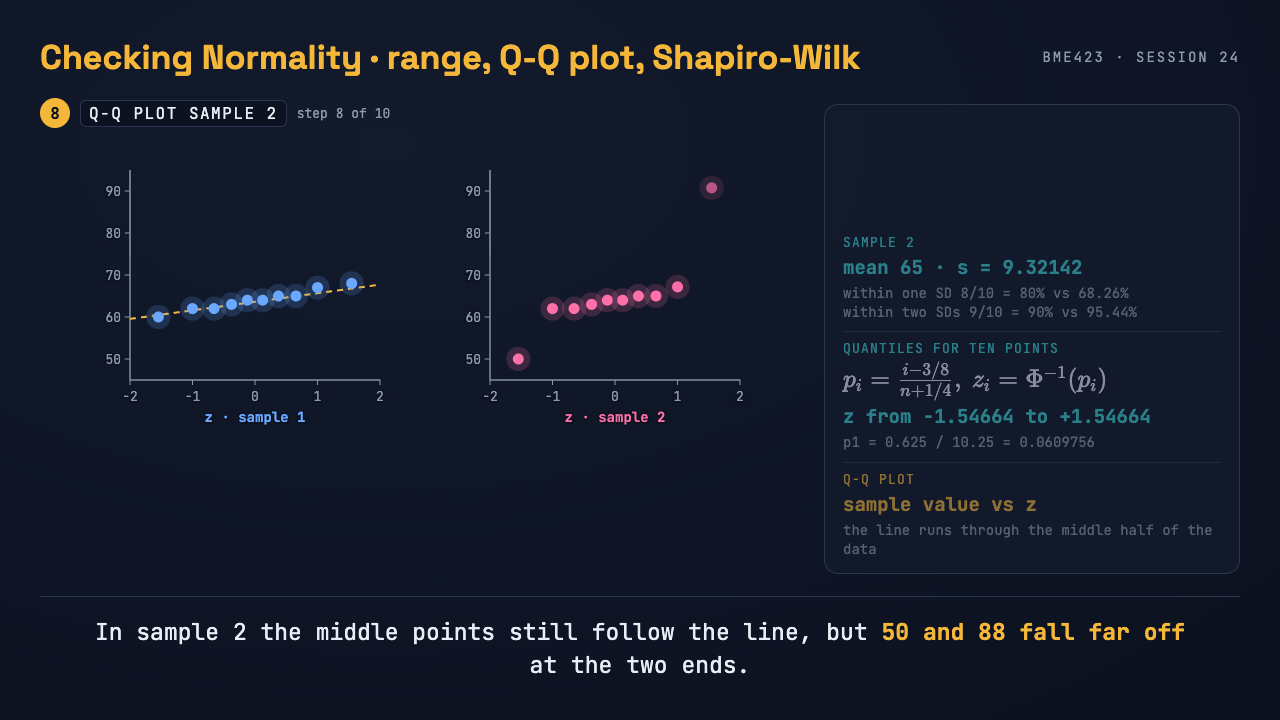 Checking Normality · range, Q-Q plot, Shapiro-Wilk
BME423 · SESSION 24
8 Q-Q PLOT SAMPLE 2 step 8 of 10
90
80
70
60
50
-2 -1 0 1 2
z · sample 1
90
80
70
60
50
-2 -1 0 1 2
z · sample 2
SAMPLE 2
mean 65 · s = 9.32142
within one SD 8/10 = 80% vs 68.26%
within two SDs 9/10 = 90% vs 95.44%
QUANTILES FOR TEN POINTS
p_i = (i−3/8)/(n+1/4), z_i = Φ⁻¹(p_i)
z from -1.54664 to +1.54664
p1 = 0.625 / 10.25 = 0.0609756
Q-Q PLOT
sample value vs z
the line runs through the middle half of the
data
In sample 2 the middle points still follow the line, but 50 and 88 fall far off
at the two ends.